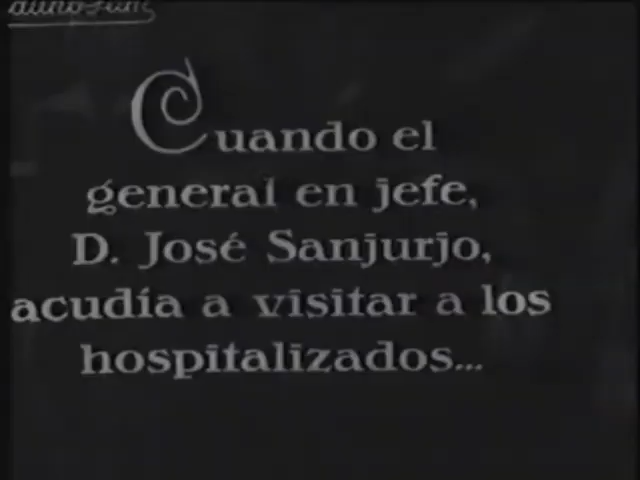 Cuando el
general en jefe,
D. José Sanjurjo,
acudía a visitar a los
hospitalizados...